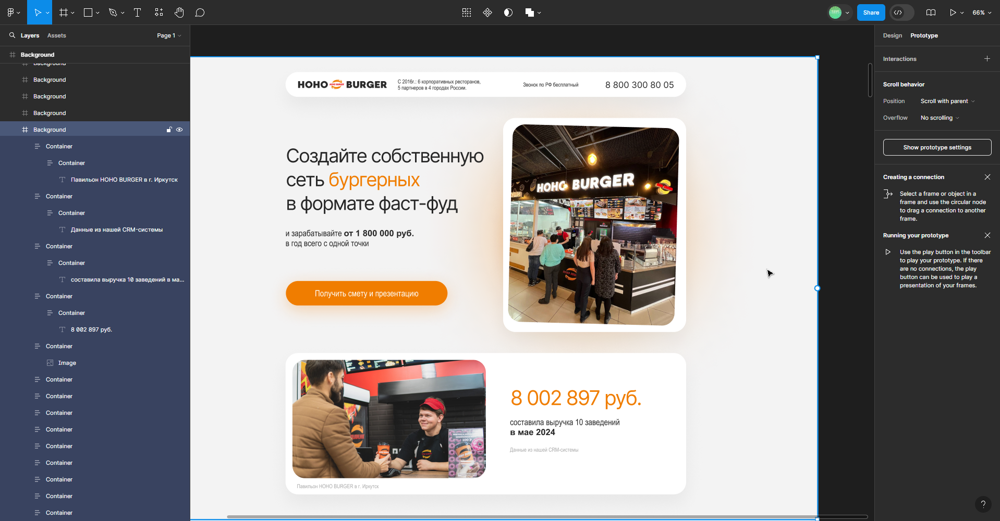 Share
66%
Layers
Assets
Page 1
Background
Background
Background
Background
Background
Background
Container
Container
Павильон HOHO BURGER в г. Иркутск
Container
Container
Данные из нашей CRM-системы
Container
Container
составила выручка 10 заведений в ма...
Container
Container
8 002 897 руб.
Container
Image
Container
Container
Container
Container
Container
Container
Container
Container
Container
HOHO BURGER
С 2016г.: 6 корпоративных ресторанов,
5 партнеров в 4 городах России.
Звонок по РФ бесплатный
8 800 300 80 05
Создайте собственную
сеть бургерных
в формате фаст-фуд
и зарабатывайте от 1 800 000 руб.
в год всего с одной точки
Получить смету и презентацию
HOHO BURGER
8 002 897 руб.
составила выручка 10 заведений
в мае 2024
Данные из нашей CRM-системы
Павильон HOHO BURGER в г. Иркутск
Design
Prototype
Interactions
Scroll behavior
Position
Scroll with parent
Overflow
No scrolling
Show prototype settings
Creating a connection
Select a frame or object in a
frame and use the circular node
to drag a connection to another
frame.
Running your prototype
Use the play button in the toolbar
to play your prototype. If there
are no connections, the play
button can be used to play a
presentation of your frames.
?